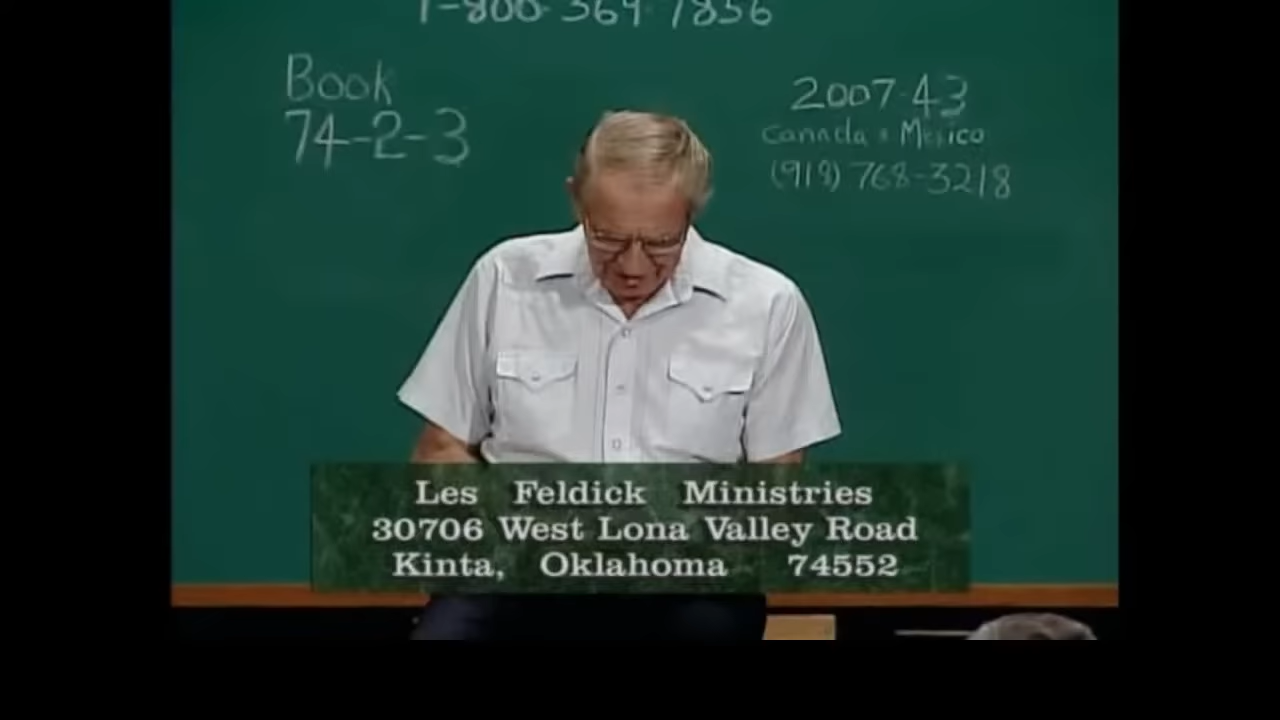 1-800-369-7856
Book
74-2-3
2007-43
Canada & Mexico
(918) 768-3218
Les Feldick Ministries
30706 West Lona Valley Road
Kinta, Oklahoma 74552